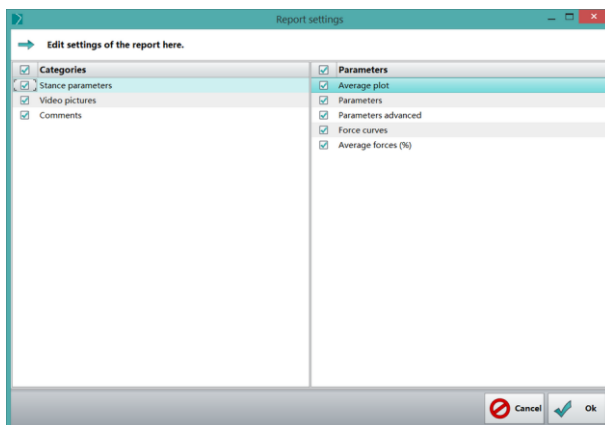 Report settings
Edit settings of the report here.
Categories
Stance parameters
Video pictures
Comments
Parameters
Average plot
Parameters
Parameters advanced
Force curves
Average forces (%)
Cancel
Ok